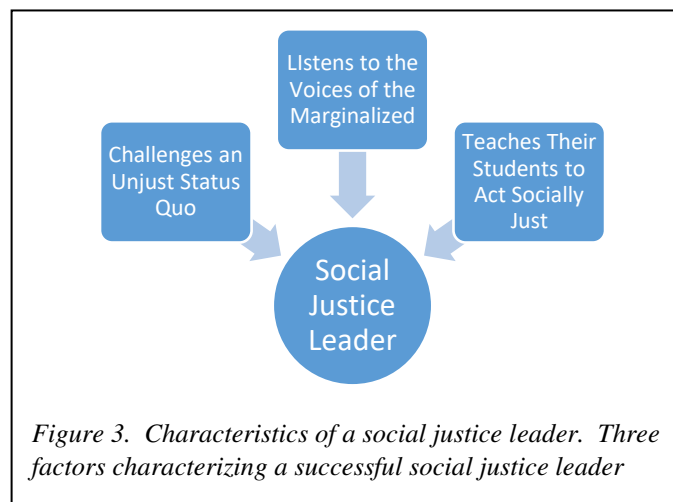 LIstens to the
Voices of the
Marginalized
Challenges an
Unjust Status
Quo
Teaches Their
Students to
Act Socially
Just
Social
Justice
Leader
Figure 3. Characteristics of a social justice leader. Three
factors characterizing a successful social justice leader